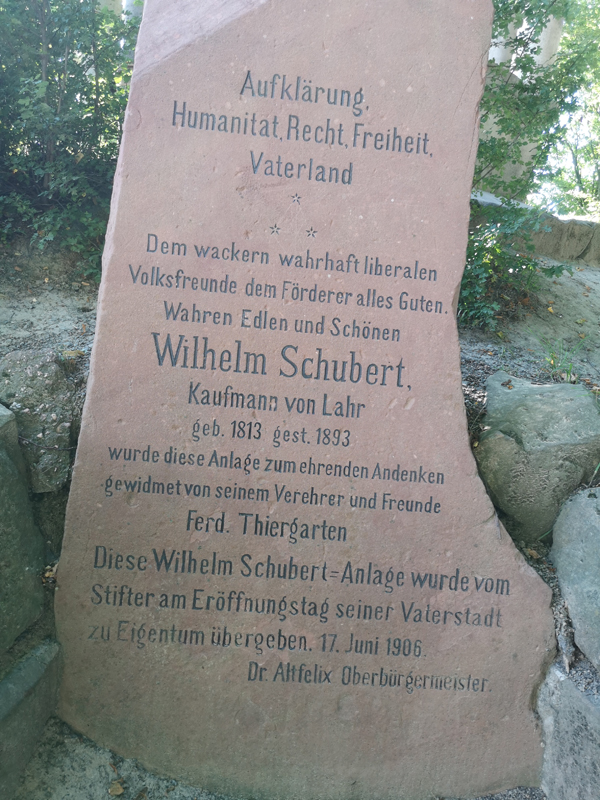 Aufklärung,
Humanitat, Recht, Freiheit,
Vaterland
Dem wackern wahrhaft liberalen
Volksfreunde dem Förderer alles Guten.
Wahren Edlen und Schönen
Wilhelm Schubert,
Kaufmann von Lahr
geb. 1813 gest. 1893
wurde diese Anlage zum ehrenden Andenken
gewidmet von seinem Verehrer und Freunde
Ferd. Thiergarten
Diese Wilhelm Schubert=Anlage wurde vom
Stifter am Eröffnungstag seiner Vaterstadt
zu Eigentum übergeben. 17. Juni 1906.
Dr. Altfelix Oberbürgermeister.